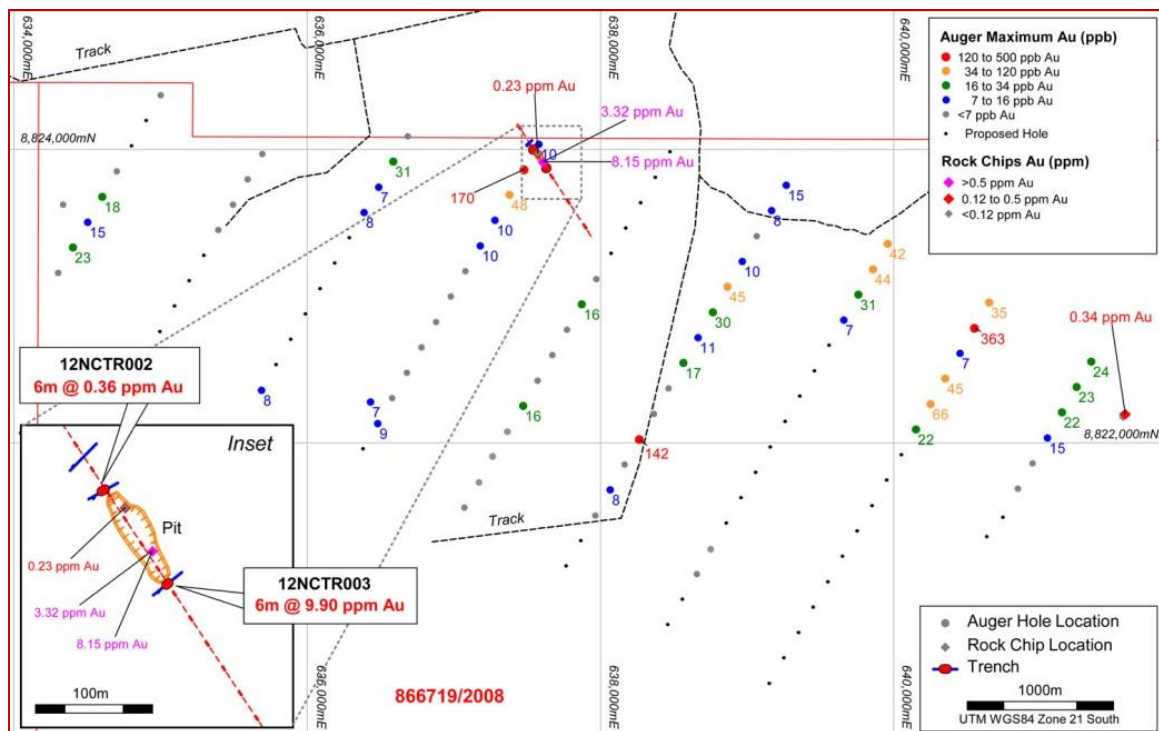 634,000mE
636,000mE
638,000mE
640,000mE
Track
8,824,000mN
0.23 ppm Au
3.32 ppm Au
8.15 ppm Au
10
170
48
10
10
31
7
8
18
15
23
8
7
9
16
16
15
8
10
45
30
11
17
142
8
42
44
31
7
35
363
7
45
66
22
24
23
22
15
0.34 ppm Au
8,822,000mN
Track
Auger Maximum Au (ppb)
120 to 500 ppb Au
34 to 120 ppb Au
16 to 34 ppb Au
7 to 16 ppb Au
<7 ppb Au
Proposed Hole
Rock Chips Au (ppm)
>0.5 ppm Au
0.12 to 0.5 ppm Au
<0.12 ppm Au
12NCTR002
6m @ 0.36 ppm Au
Inset
Pit
0.23 ppm Au
3.32 ppm Au
8.15 ppm Au
100m
12NCTR003
6m @ 9.90 ppm Au
866719/2008
636,000mE
638,000mE
640,000mE
Auger Hole Location
Rock Chip Location
Trench
1000m
UTM WGS84 Zone 21 South